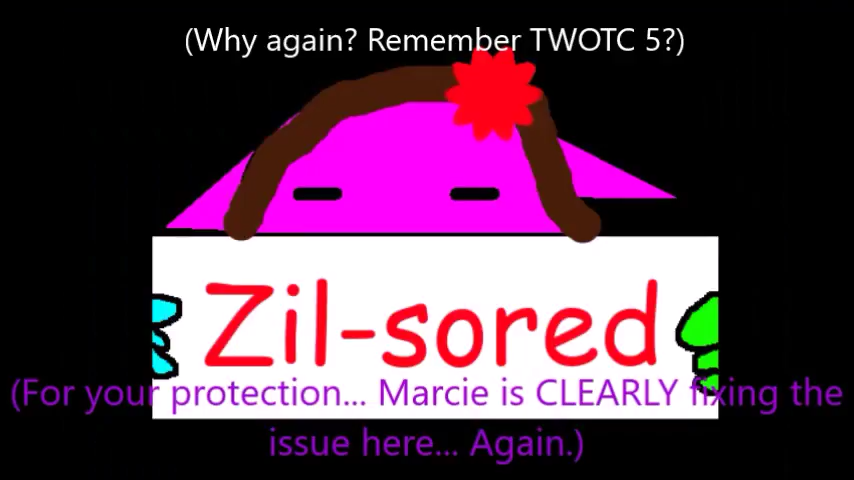 (Why again? Remember TWOTC 5?)
Zil-sored
(For your protection... Marcie is CLEARLY fixing the
issue here... Again.)